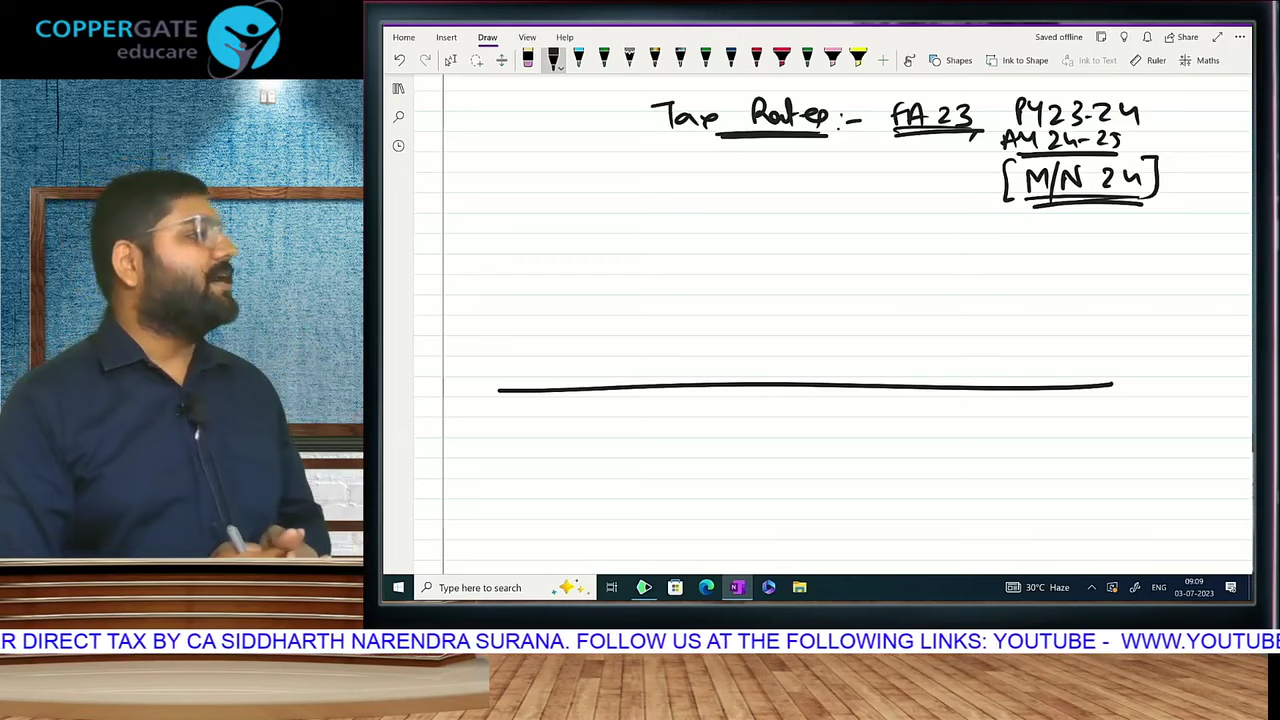 COPPERGATE
educare
Home Insert Draw View Help
Saved offline
Share
Shapes
Ink to Shape
Ink to Text
Ruler
Maths
Tax Rates :- FA 23 PY23-24
AY 24-25
[M/N 24]
Type here to search
30°C Haze
ENG
09:09
03-07-2023
R DIRECT TAX BY CA SIDDHARTH NARENDRA SURANA. FOLLOW US AT THE FOLLOWING LINKS: YOUTUBE - WWW.YOUTUBE